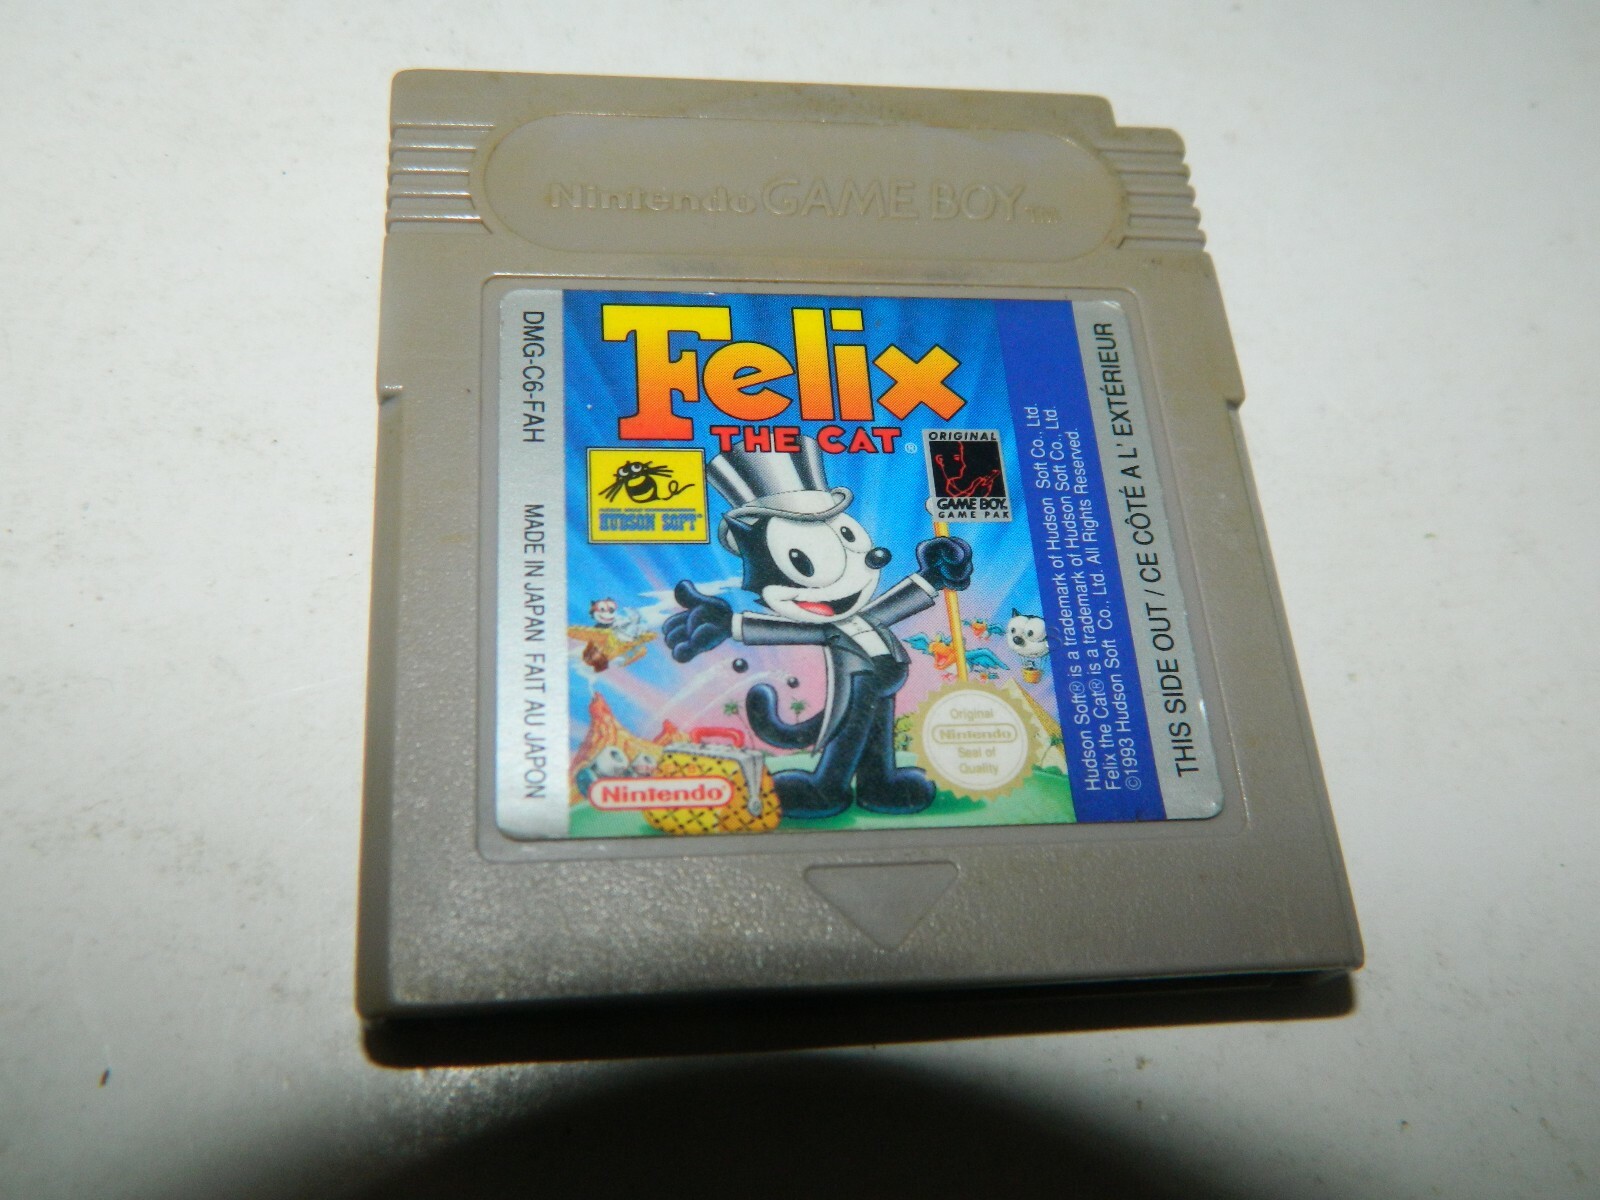 Nintendo GAME BOY TM
Felix
THE CAT ®
ORIGINAL
GAME BOY
GAME PAK
HUDSON SOFT
Original
Nintendo
Seal of
Quality
Nintendo®
DMG-C6-FAH MADE IN JAPAN FAIT AU JAPON
Hudson Soft® is a trademark of Hudson Soft Co., Ltd.
Felix the Cat® is a trademark of Hudson Soft Co., Ltd.
©1993 Hudson Soft Co., Ltd. All Rights Reserved.
THIS SIDE OUT / CE CÔTÉ A L' EXTÉRIEUR